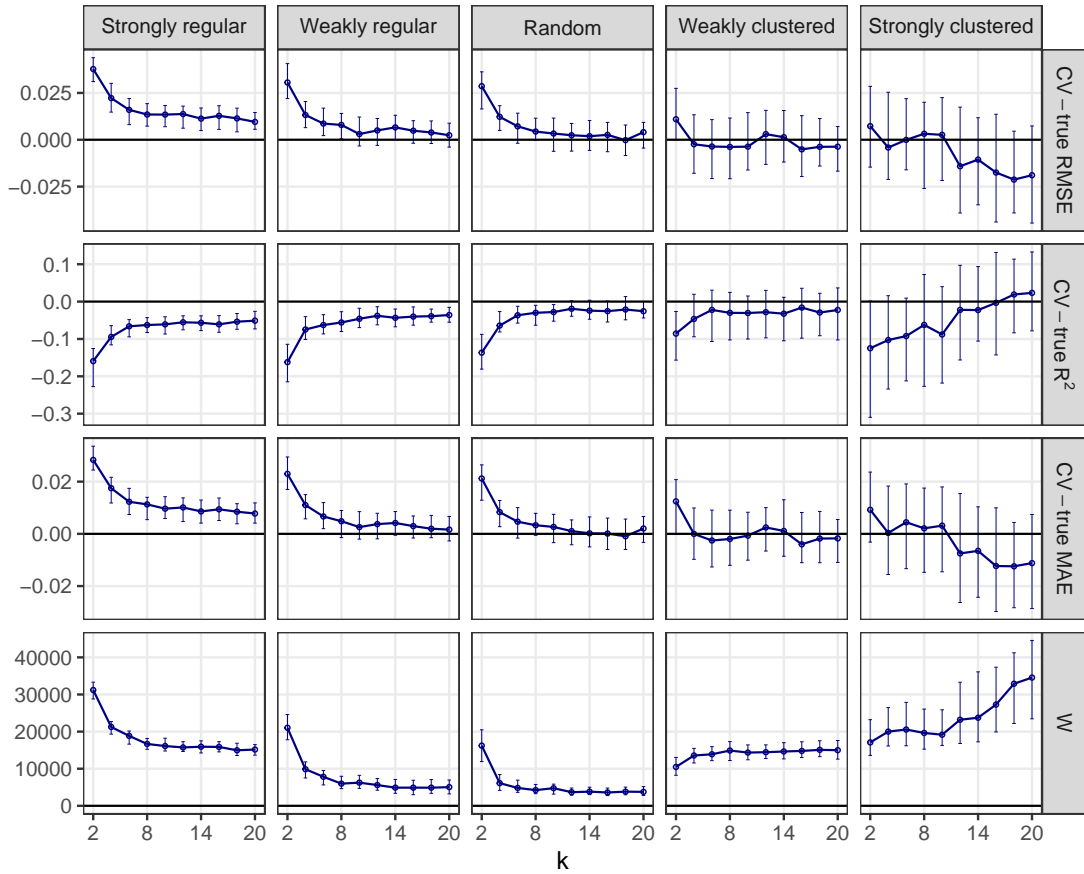 Strongly regular Weakly regular Random Weakly clustered Strongly clustered
0.025
0.000
−0.025
CV − true RMSE
0.1
0.0
−0.1
−0.2
−0.3
CV − true R²
0.02
0.00
−0.02
CV − true MAE
40000
30000
20000
10000
0
W
2 8 14 20 2 8 14 20 2 8 14 20 2 8 14 20 2 8 14 20
k